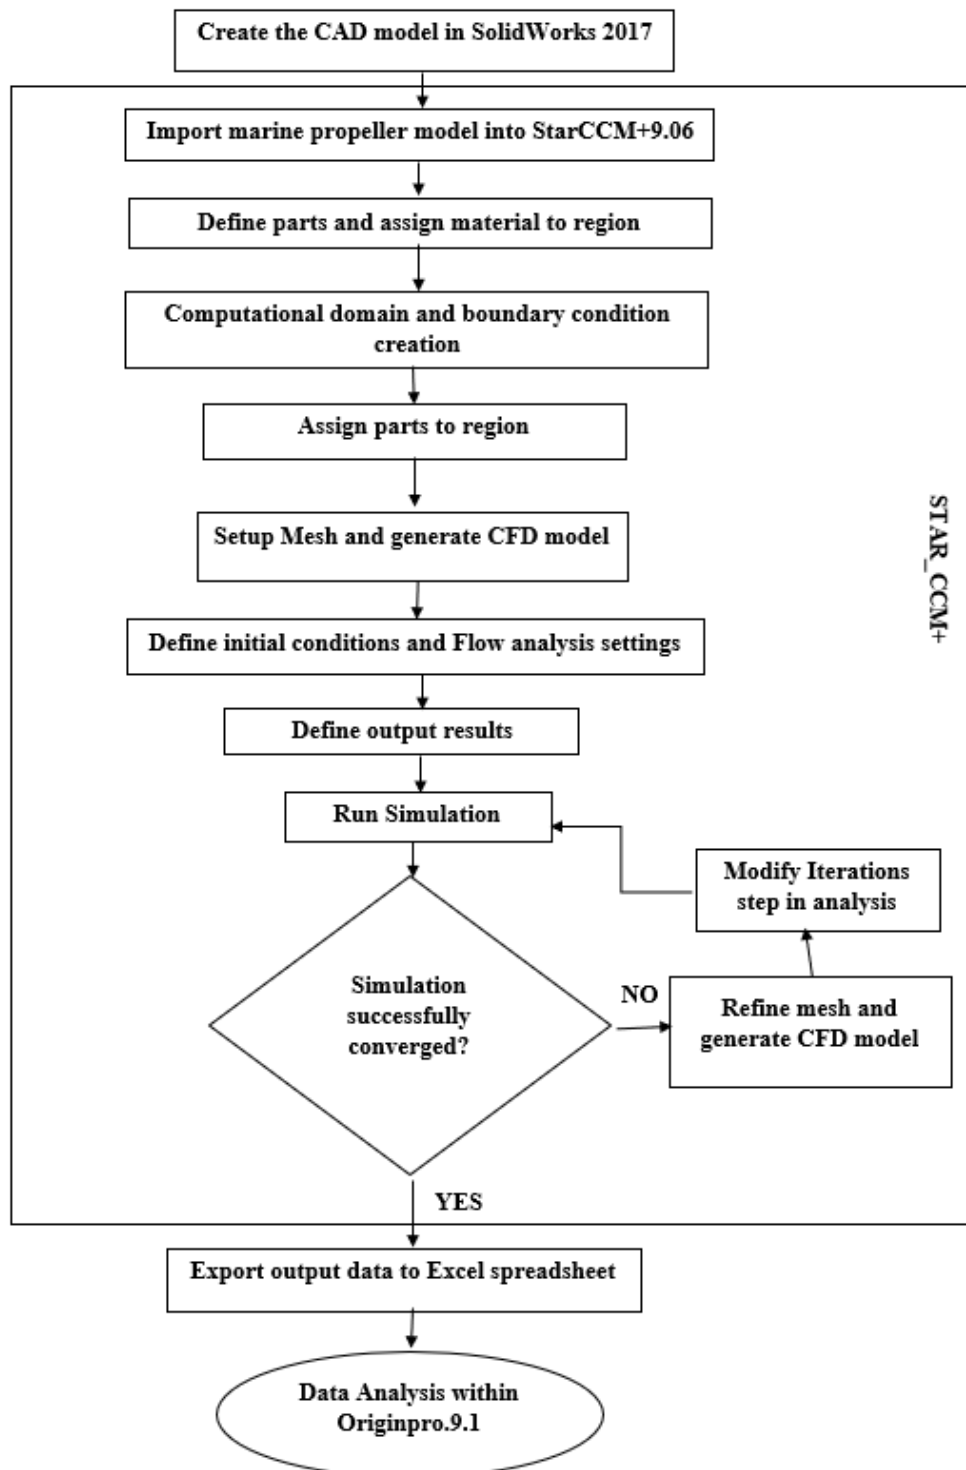 Create the CAD model in SolidWorks 2017
Import marine propeller model into StarCCM+9.06
Define parts and assign material to region
Computational domain and boundary condition
creation
Assign parts to region
Setup Mesh and generate CFD model
STAR_CCM+
Define initial conditions and Flow analysis settings
Define output results
Run Simulation
Modify Iterations
step in analysis
Simulation
successfully
converged?
NO
Refine mesh and
generate CFD model
YES
Export output data to Excel spreadsheet
Data Analysis within
Originpro.9.1